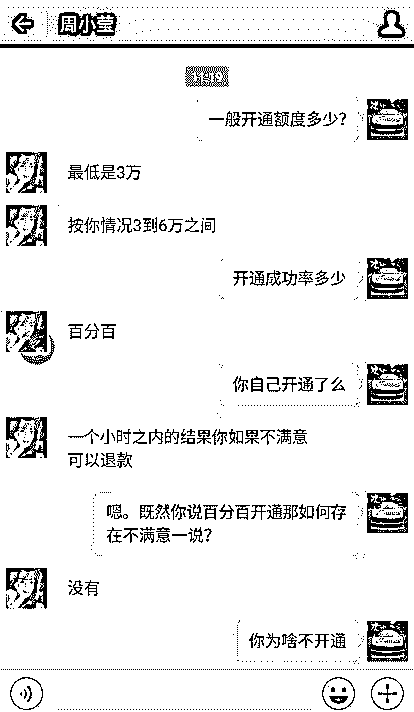 周小莹
11:19
一般开通额度多少？
最低是3万
按你情况3到6万之间
开通成功率多少
百分百
你自己开通了么
一个小时之内的结果你如果不满意
可以退款
嗯。既然你说百分百开通那如何存
在不满意一说？
没有
你为啥不开通